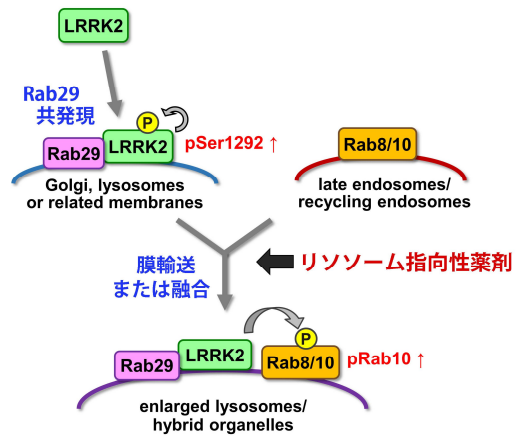 LRRK2
Rab29
共発現
P
LRRK2
Rab29
pSer1292 ↑
Golgi, lysosomes
or related membranes
Rab8/10
late endosomes/
recycling endosomes
膜輸送
または融合
リソソーム指向性薬剤
P
LRRK2
Rab29
Rab8/10
pRab10 ↑
enlarged lysosomes/
hybrid organelles